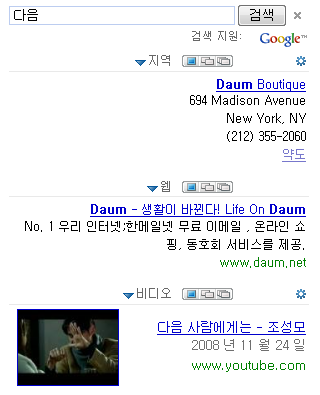 다음 검색
검색 지원: Google™
지역
Daum Boutique
694 Madison Avenue
New York, NY
(212) 355-2060
약도
웹
Daum - 생활이 바뀐다! Life On Daum
No. 1 우리 인터넷;한메일넷 무료 이메일 , 온라인 쇼
핑, 동호회 서비스를 제공.
www.daum.net
비디오
다음 사람에게는 - 조성모
2008 년 11 월 24 일
www.youtube.com